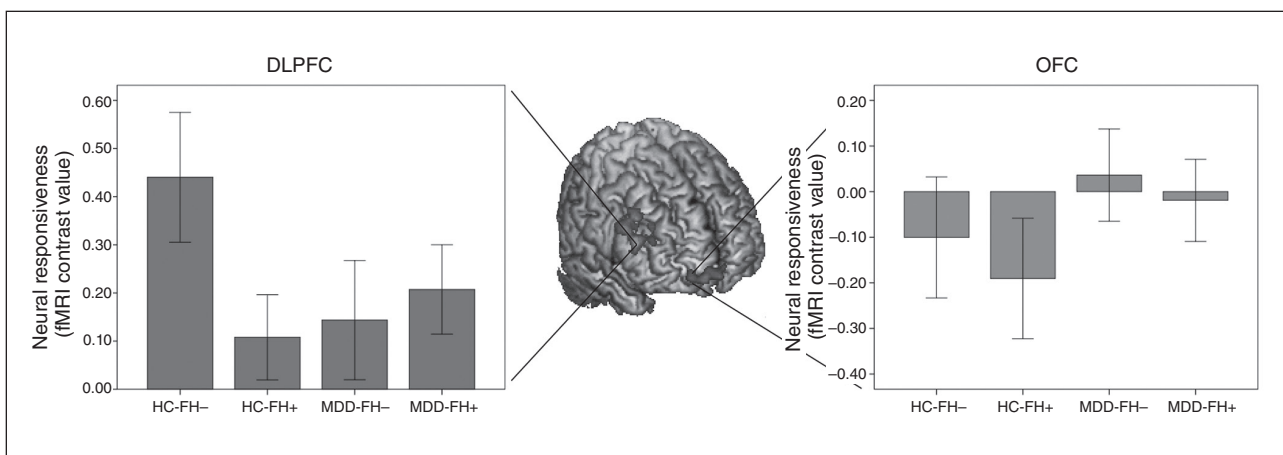 DLPFC
Neural responsiveness
(fMRI contrast value)
0.60
0.50
0.40
0.30
0.20
0.10
0.00
HC-FH– HC-FH+ MDD-FH– MDD-FH+
OFC
Neural responsiveness
(fMRI contrast value)
0.20
0.10
0.00
–0.10
–0.20
–0.30
–0.40
HC-FH– HC-FH+ MDD-FH– MDD-FH+